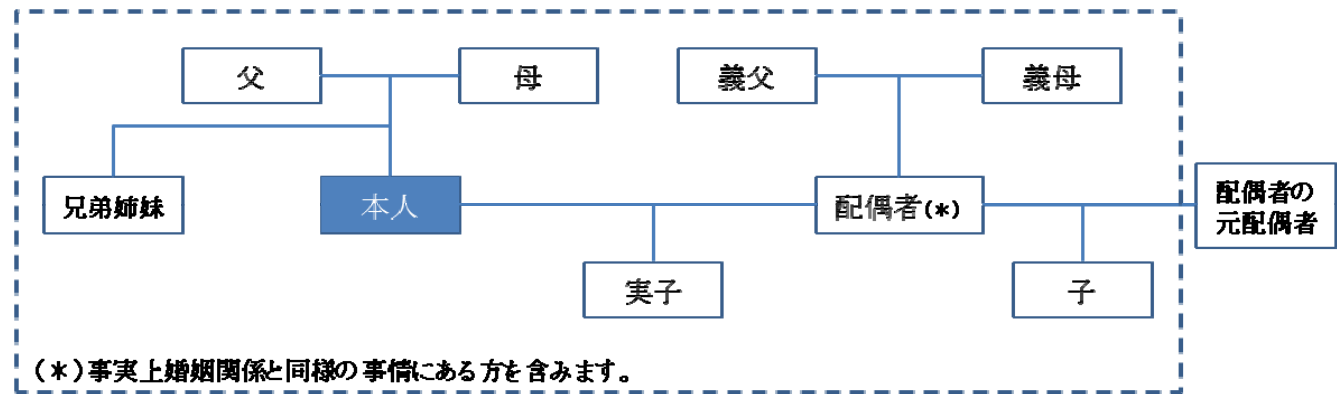 父
母
義父
義母
兄弟姉妹
本人
配偶者(*)
配偶者の
元配偶者
実子
子
(*)事実上婚姻関係と同様の事情にある方を含みます。